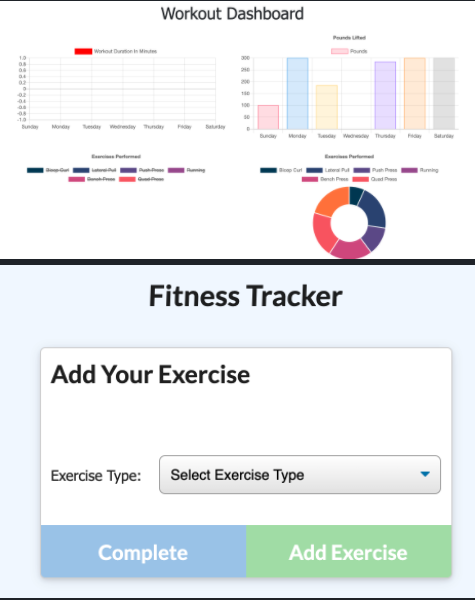 Workout Dashboard
Workout Duration In Minutes
1.0
0.8
0.6
0.4
0.2
0
-0.2
-0.4
-0.6
-0.8
-1.0
Sunday Monday Tuesday Wednesday Thursday Friday Saturday
Pounds Lifted
Pounds
300
250
200
150
100
50
0
Sunday Monday Tuesday Wednesday Thursday Friday Saturday
Exercises Performed
Bicep Curl Lateral Pull Push Press Running
Bench Press Quad Press
Exercises Performed
Bicep Curl Lateral Pull Push Press Running
Bench Press Quad Press
Fitness Tracker
Add Your Exercise
Exercise Type: Select Exercise Type
Complete Add Exercise